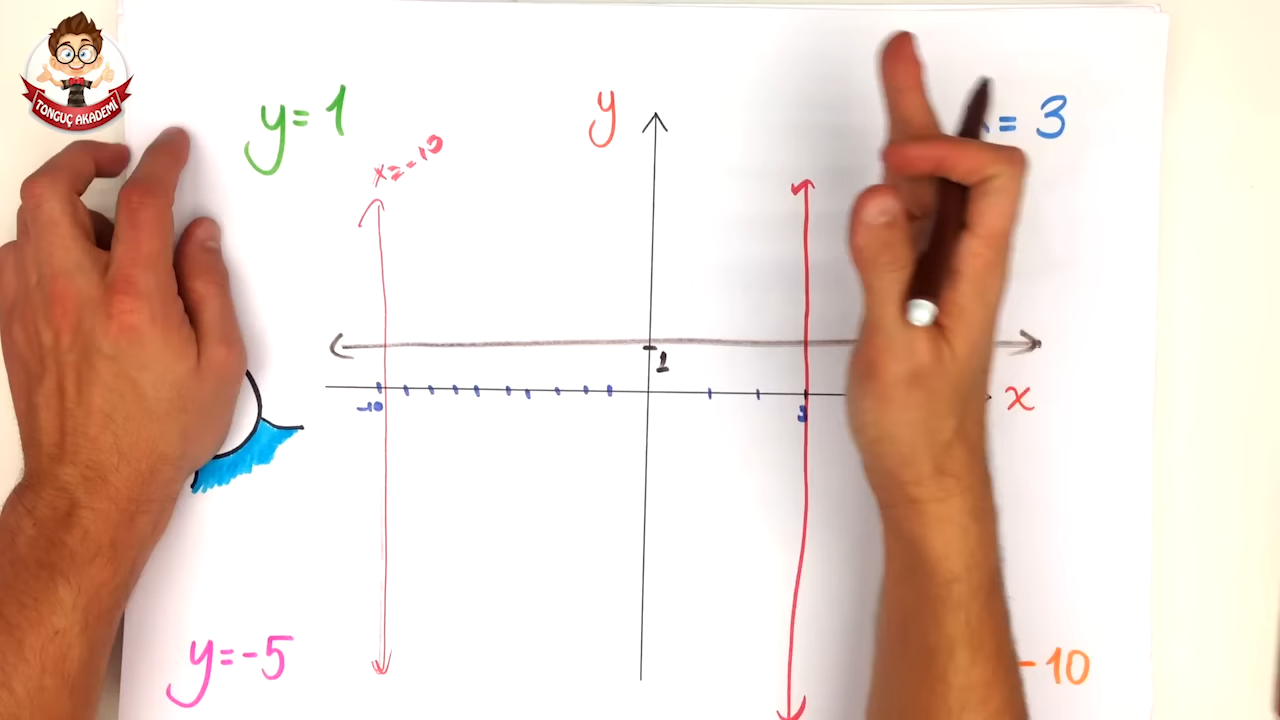 TONGUÇ AKADEMİ
y=1
y
= 3
x=-10
1
x
-10
3
y=-5
-10